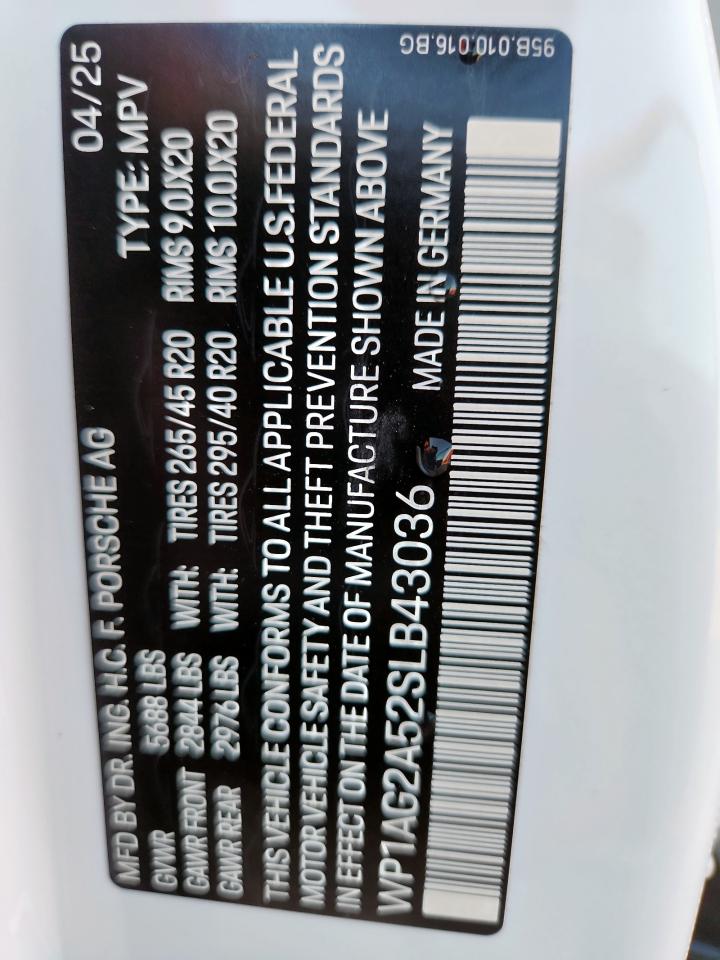 MFD BY DR. ING. H.C. F. PORSCHE AG 04/25
GVWR 5688 LBS TYPE: MPV
GAWR FRONT 2844 LBS WITH: TIRES 265/45 R20 RIMS 9.0JX20
GAWR REAR 2976 LBS WITH: TIRES 295/40 R20 RIMS 10.0JX20
THIS VEHICLE CONFORMS TO ALL APPLICABLE U.S.FEDERAL
MOTOR VEHICLE SAFETY AND THEFT PREVENTION STANDARDS
IN EFFECT ON THE DATE OF MANUFACTURE SHOWN ABOVE
WP1AG2A52SLB43036 MADE IN GERMANY
95B.010.016.BG